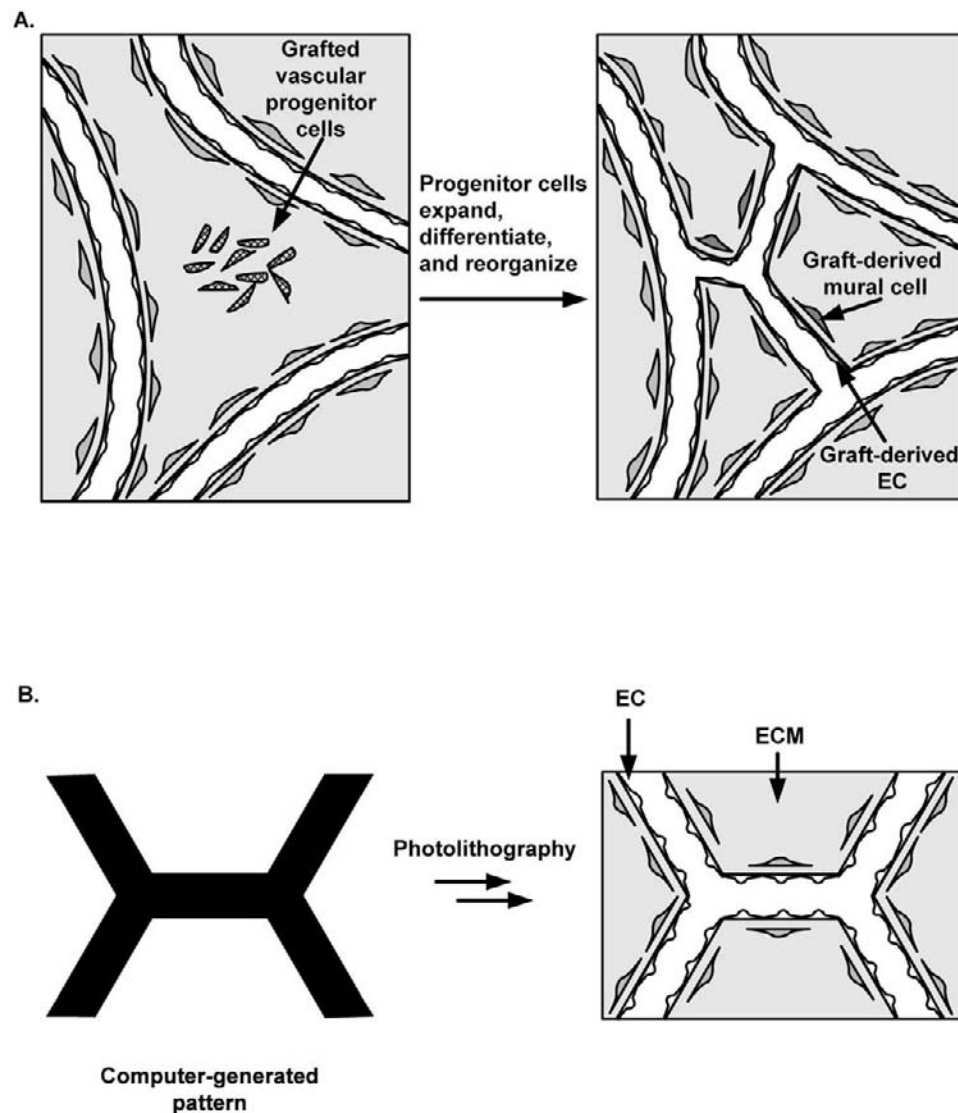 A.
Grafted
vascular
progenitor
cells
Progenitor cells
expand,
differentiate,
and reorganize
Graft-derived
mural cell
Graft-derived
EC
B.
EC
ECM
Photolithography
Computer-generated
pattern